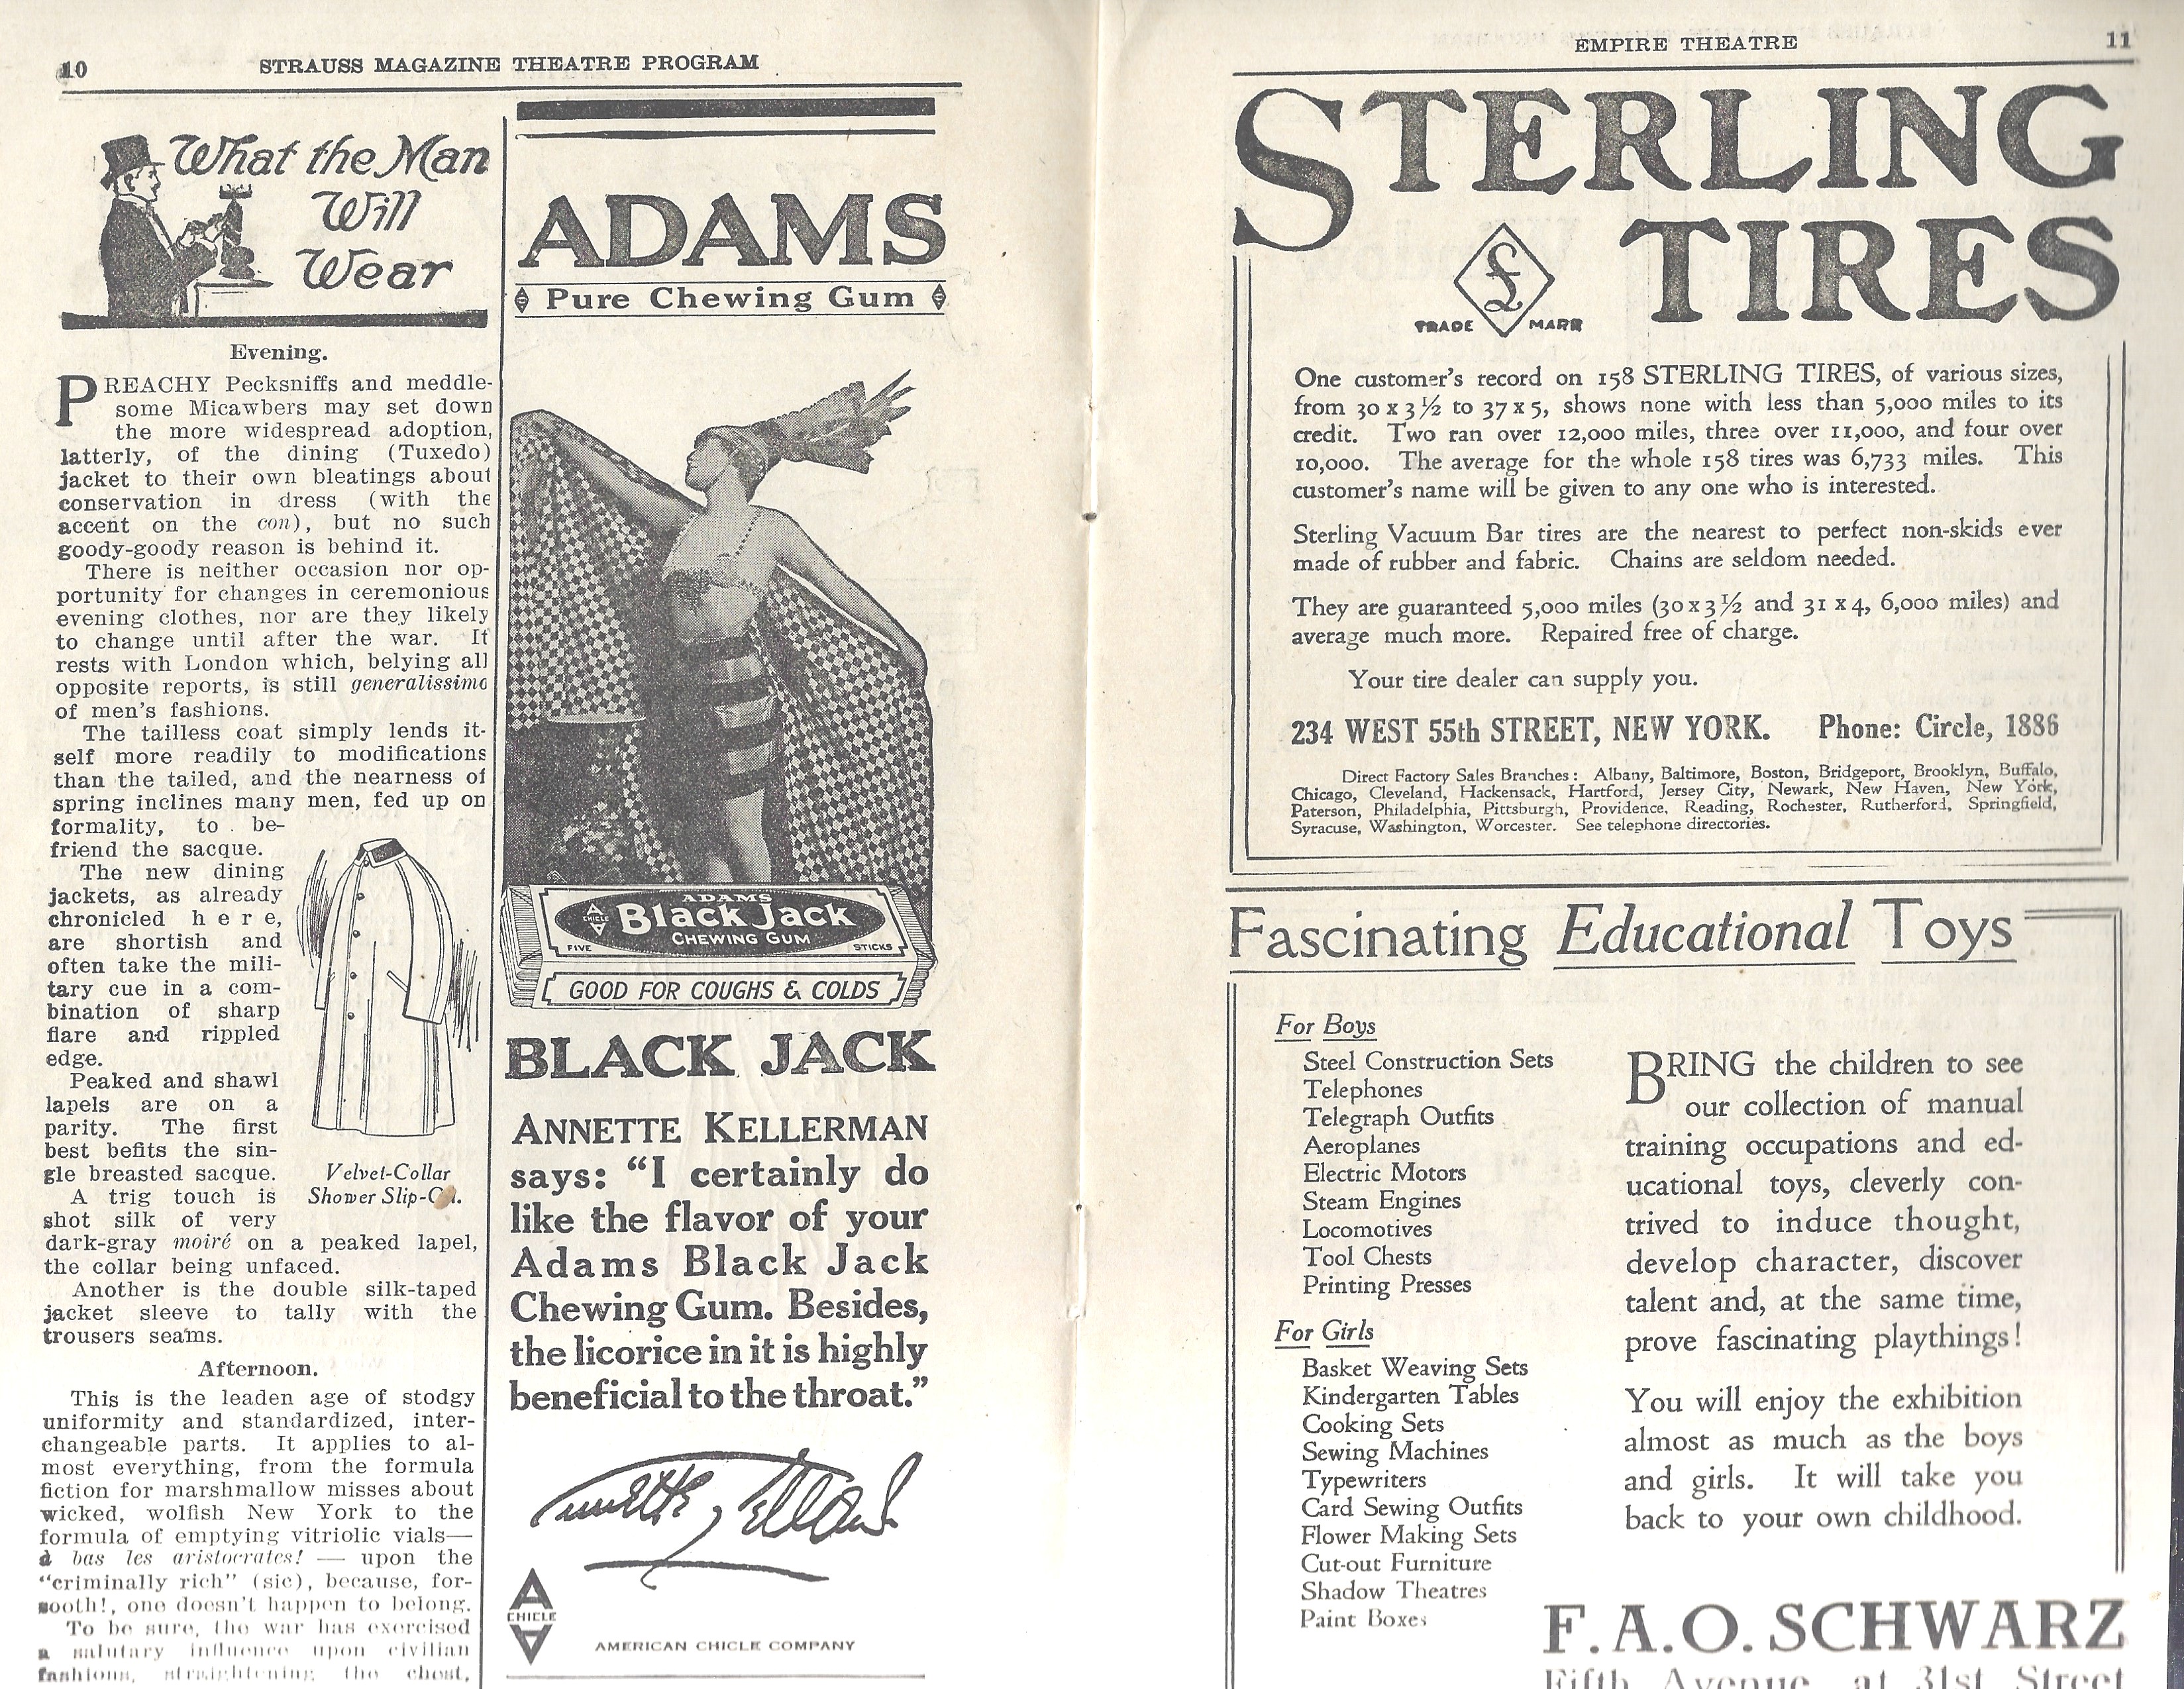 10
STRAUSS MAGAZINE THEATRE PROGRAM
What the Man
Will
Wear
Evening.
PREACHY Pecksniffs and meddle-
some Micawbers may set down
the more widespread adoption,
latterly, of the dining (Tuxedo)
jacket to their own bleatings about
conservation in dress (with the
accent on the con), but no such
goody-goody reason is behind it.
There is neither occasion nor op-
portunity for changes in ceremonious
evening clothes, nor are they likely
to change until after the war. It
rests with London which, belying all
opposite reports, is still generalissimo
of men's fashions.
The tailless coat simply lends it-
self more readily to modifications
than the tailed, and the nearness of
spring inclines many men, fed up on
formality, to be-
friend the sacque.
The new dining
jackets, as already
chronicled here,
are shortish and
often take the mili-
tary cue in a com-
bination of sharp
flare and rippled
edge.
Peaked and shawl
lapels are on a
parity. The first
best befits the sin-
gle breasted sacque.
A trig touch is
shot silk of very
dark-gray moiré on a peaked lapel,
the collar being unfaced.
Another is the double silk-taped
jacket sleeve to tally with the
trousers seams.
Velvet-Collar
Shower Slip-On.
Afternoon.
This is the leaden age of stodgy
uniformity and standardized, inter-
changeable parts. It applies to al-
most everything, from the formula
fiction for marshmallow misses about
wicked, wolfish New York to the
formula of emptying vitriolic vials—
à bas les aristocrates! — upon the
"criminally rich" (sic), because, for-
sooth!, one doesn't happen to belong.
To be sure, the war has exercised
a salutary influence upon civilian
fashions, straightening the chest,
ADAMS
Pure Chewing Gum
ADAMS
Black Jack
CHEWING GUM
A
CHICLE
FIVE
STICKS
GOOD FOR COUGHS & COLDS
BLACK JACK
ANNETTE KELLERMAN
says: "I certainly do
like the flavor of your
Adams Black Jack
Chewing Gum. Besides,
the licorice in it is highly
beneficial to the throat."
Annette Kellerman
A
CHICLE
AMERICAN CHICLE COMPANY
EMPIRE THEATRE
11
STERLING
TIRES
£
TRADE MARK
One customer's record on 158 STERLING TIRES, of various sizes,
from 30 x 3½ to 37 x 5, shows none with less than 5,000 miles to its
credit. Two ran over 12,000 miles, three over 11,000, and four over
10,000. The average for the whole 158 tires was 6,733 miles. This
customer's name will be given to any one who is interested.
Sterling Vacuum Bar tires are the nearest to perfect non-skids ever
made of rubber and fabric. Chains are seldom needed.
They are guaranteed 5,000 miles (30 x 3½ and 31 x 4, 6,000 miles) and
average much more. Repaired free of charge.
Your tire dealer can supply you.
234 WEST 55th STREET, NEW YORK. Phone: Circle, 1886
Direct Factory Sales Branches: Albany, Baltimore, Boston, Bridgeport, Brooklyn, Buffalo,
Chicago, Cleveland, Hackensack, Hartford, Jersey City, Newark, New Haven, New York,
Paterson, Philadelphia, Pittsburgh, Providence, Reading, Rochester, Rutherford, Springfield,
Syracuse, Washington, Worcester. See telephone directories.
Fascinating Educational Toys
For Boys
Steel Construction Sets
Telephones
Telegraph Outfits
Aeroplanes
Electric Motors
Steam Engines
Locomotives
Tool Chests
Printing Presses
For Girls
Basket Weaving Sets
Kindergarten Tables
Cooking Sets
Sewing Machines
Typewriters
Card Sewing Outfits
Flower Making Sets
Cut-out Furniture
Shadow Theatres
Paint Boxes
BRING the children to see
our collection of manual
training occupations and ed-
ucational toys, cleverly con-
trived to induce thought,
develop character, discover
talent and, at the same time,
prove fascinating playthings!
You will enjoy the exhibition
almost as much as the boys
and girls. It will take you
back to your own childhood.
F. A. O. SCHWARZ
Fifth Avenue, at 31st Street